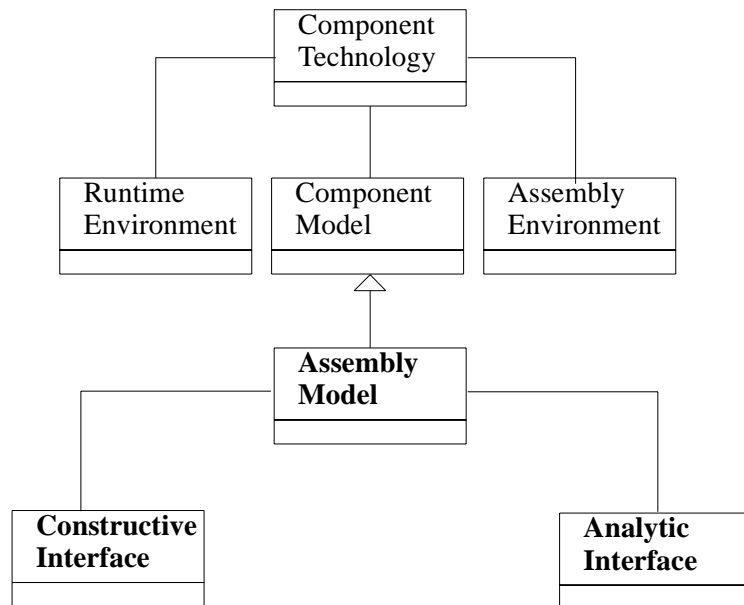 Component
Technology
Runtime
Environment
Component
Model
Assembly
Environment
Assembly
Model
Constructive
Interface
Analytic
Interface